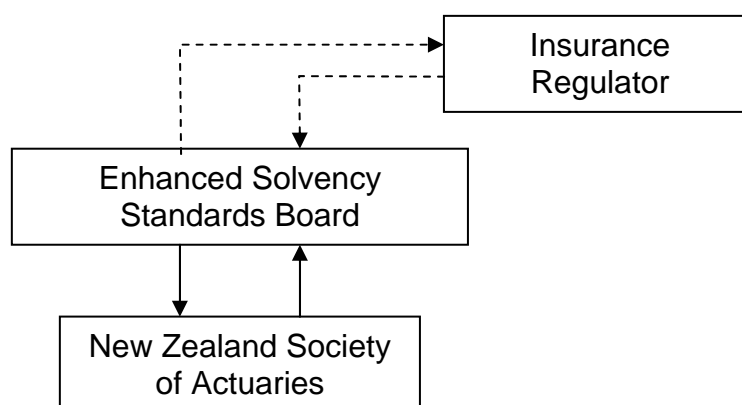 Insurance
Regulator
Enhanced Solvency
Standards Board
New Zealand Society
of Actuaries